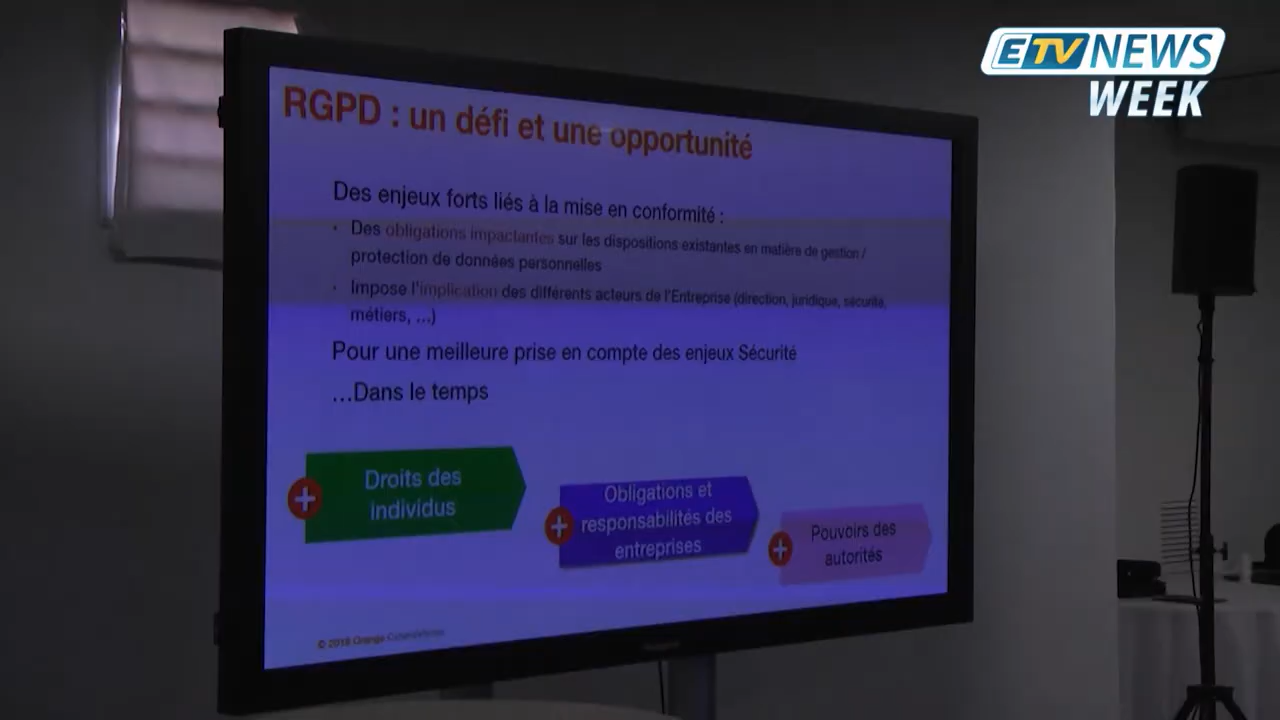 ETV NEWS
WEEK
RGPD : un défi et une opportunité
Des enjeux forts liés à la mise en conformité :
· Des obligations impactantes sur les dispositions existantes en matière de gestion /
protection de données personnelles
· Impose l'implication des différents acteurs de l'Entreprise (direction, juridique, sécurité,
métiers, ...)
Pour une meilleure prise en compte des enjeux Sécurité
...Dans le temps
+ Droits des
individus
+ Obligations et
responsabilités des
entreprises
+ Pouvoirs des
autorités
© 2018 Orange Cyberdefense